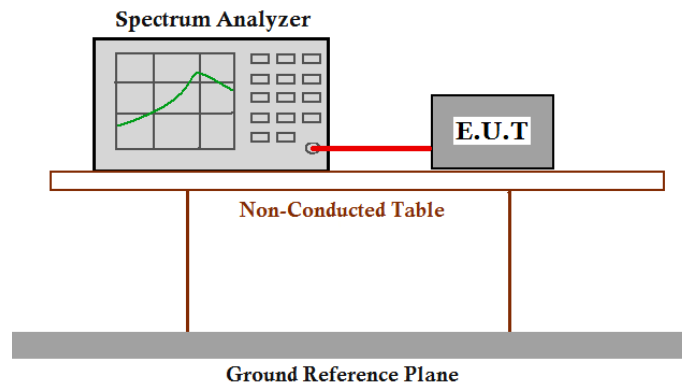 Spectrum Analyzer
E.U.T
Non-Conducted Table
Ground Reference Plane